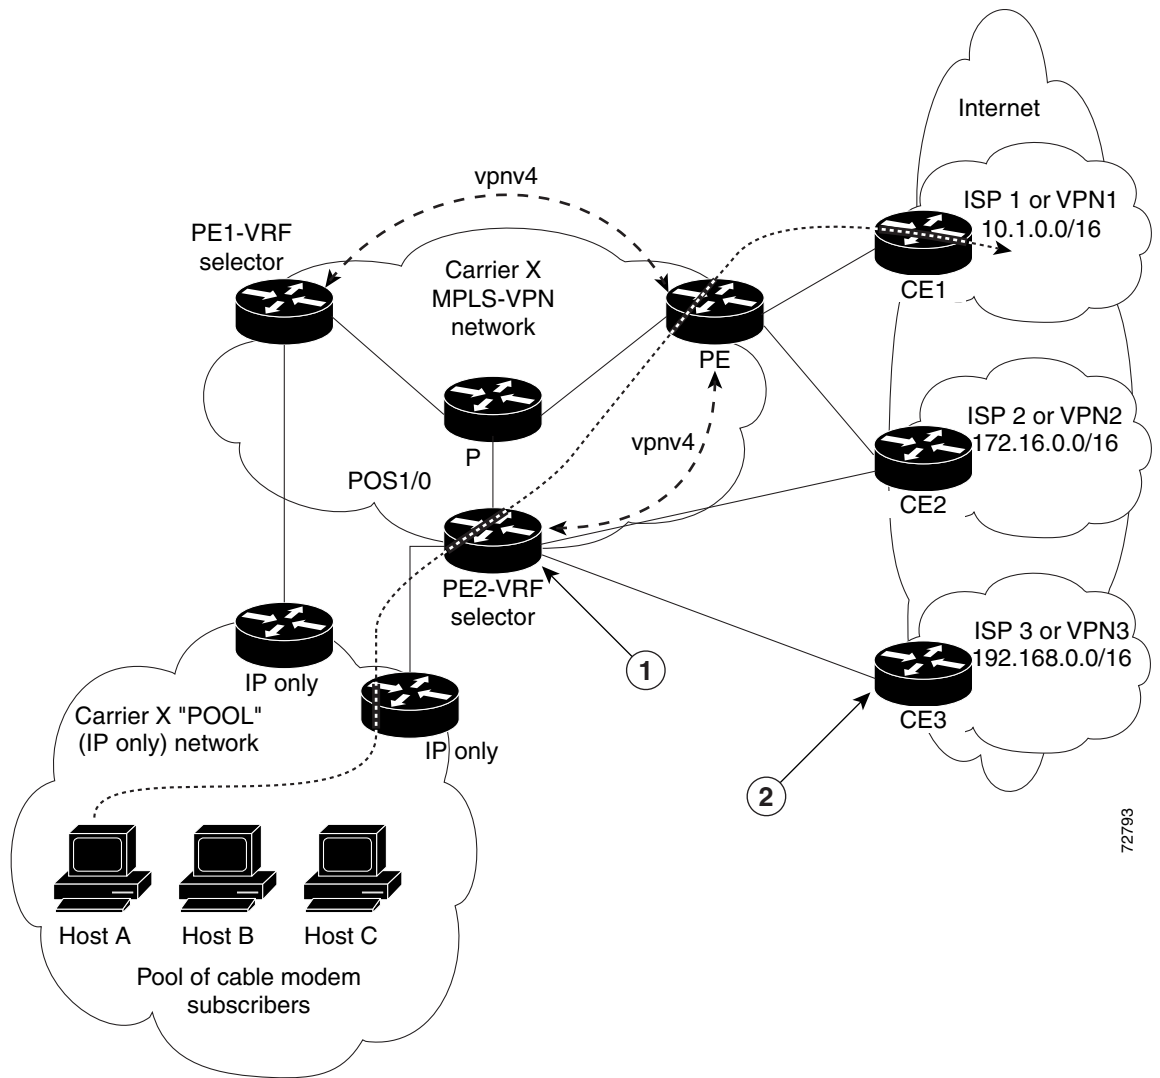 Internet
vpnv4
ISP 1 or VPN1
10.1.0.0/16
PE1-VRF
selector
Carrier X
MPLS-VPN
network
CE1
PE
ISP 2 or VPN2
172.16.0.0/16
vpnv4
P
POS1/0
CE2
PE2-VRF
selector
ISP 3 or VPN3
192.168.0.0/16
1
IP only
CE3
Carrier X "POOL"
(IP only) network
IP only
2
72793
Host A
Host B
Host C
Pool of cable modem
subscribers